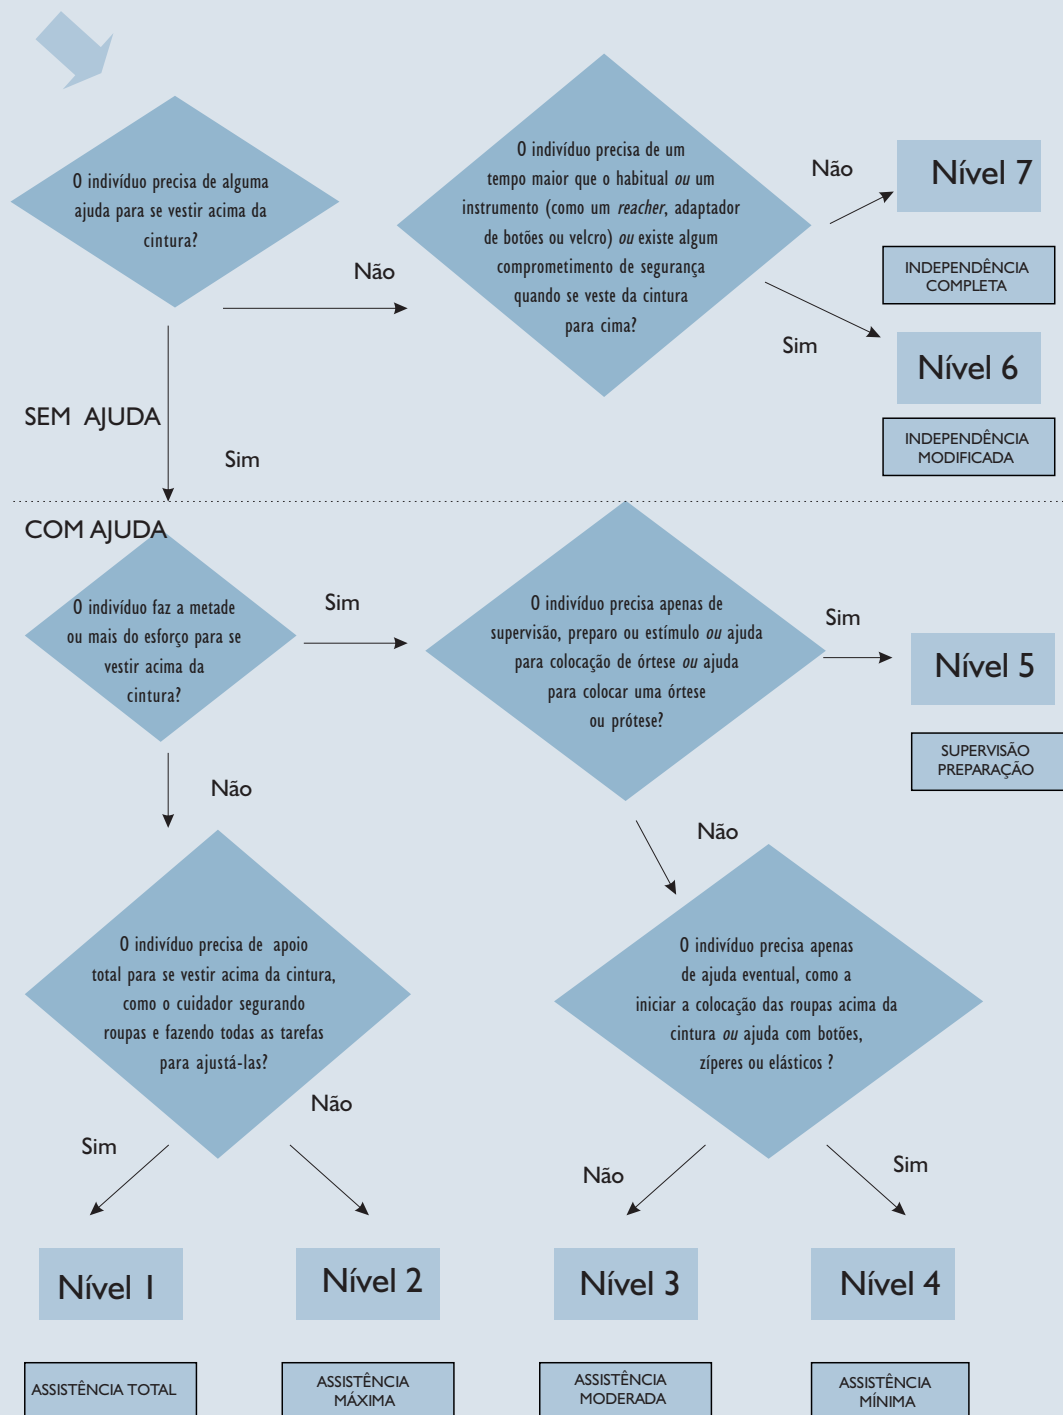 O indivíduo precisa de alguma
ajuda para se vestir acima da
cintura?
Não
O indivíduo precisa de um
tempo maior que o habitual ou um
instrumento (como um reacher, adaptador
de botões ou velcro) ou existe algum
comprometimento de segurança
quando se veste da cintura
para cima?
Não
Nível 7
INDEPENDÊNCIA
COMPLETA
Sim
Nível 6
INDEPENDÊNCIA
MODIFICADA
SEM AJUDA
Sim
COM AJUDA
O indivíduo faz a metade
ou mais do esforço para se
vestir acima da
cintura?
Sim
O indivíduo precisa apenas de
supervisão, preparo ou estímulo ou ajuda
para colocação de órtese ou ajuda
para colocar uma órtese
ou prótese?
Sim
Nível 5
SUPERVISÃO
PREPARAÇÃO
Não
Não
O indivíduo precisa de apoio
total para se vestir acima da cintura,
como o cuidador segurando
roupas e fazendo todas as tarefas
para ajustá-las?
O indivíduo precisa apenas
de ajuda eventual, como a
iniciar a colocação das roupas acima da
cintura ou ajuda com botões,
zíperes ou elásticos ?
Sim
Não
Não
Sim
Nível 1
Nível 2
Nível 3
Nível 4
ASSISTÊNCIA TOTAL
ASSISTÊNCIA
MÁXIMA
ASSISTÊNCIA
MODERADA
ASSISTÊNCIA
MÍNIMA